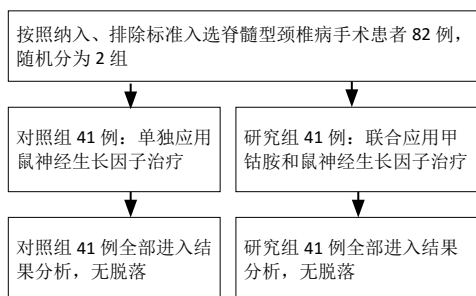 按照纳入、排除标准入选脊髓型颈椎病手术患者 82 例，
随机分为 2 组
对照组 41 例：单独应用
鼠神经生长因子治疗
研究组 41 例：联合应用甲
钴胺和鼠神经生长因子治疗
对照组 41 例全部进入结
果分析，无脱落
研究组 41 例全部进入结
果分析，无脱落